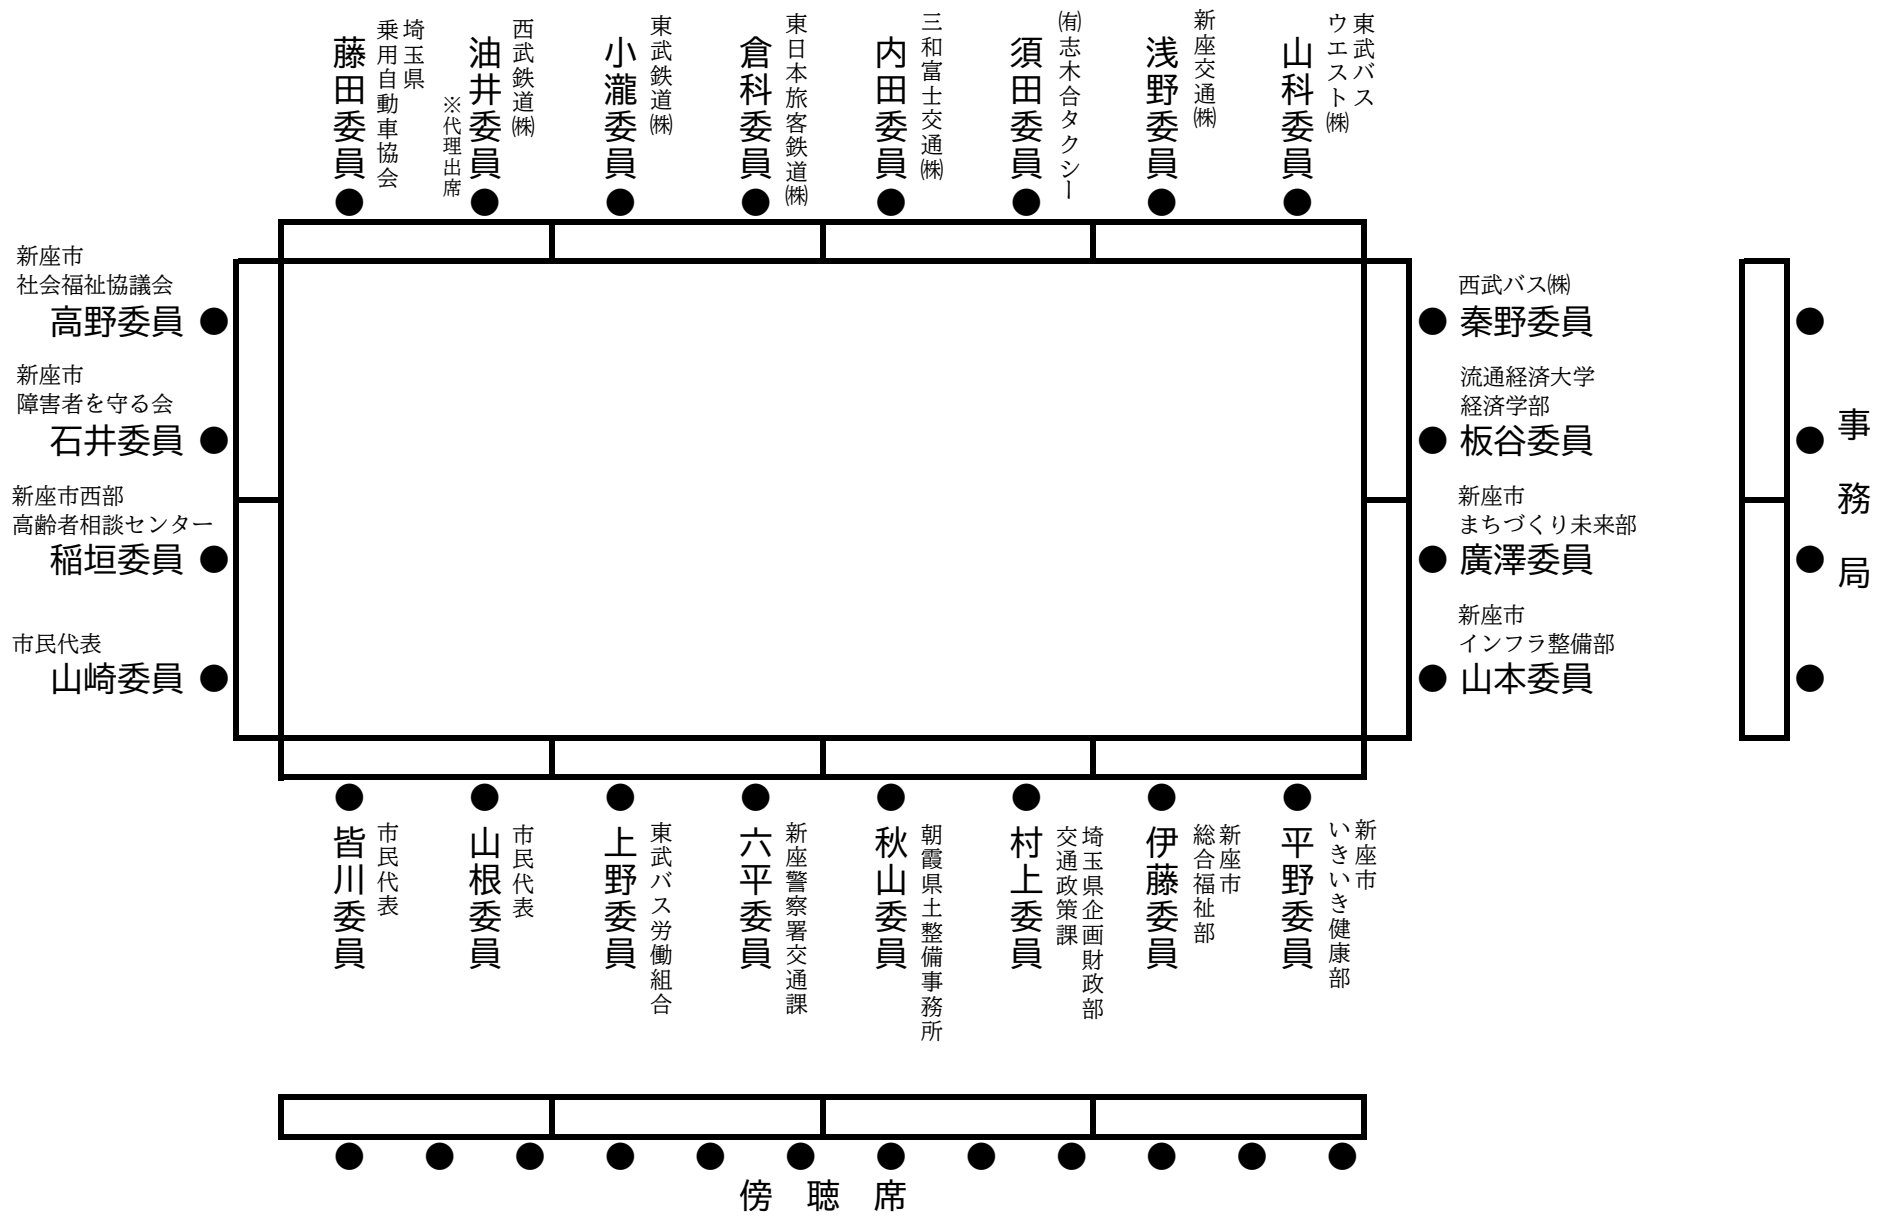 埼玉県
乗用自動車協会
藤田委員
西武鉄道㈱
油井委員
※代理出席
東武鉄道㈱
小瀧委員
東日本旅客鉄道㈱
倉科委員
三和富士交通㈱
内田委員
㈲志木合タクシー
須田委員
新座交通㈱
浅野委員
東武バス
ウエスト㈱
山科委員
新座市
社会福祉協議会
高野委員
新座市
障害者を守る会
石井委員
新座市西部
高齢者相談センター
稲垣委員
市民代表
山崎委員
西武バス㈱
秦野委員
流通経済大学
経済学部
板谷委員
新座市
まちづくり未来部
廣澤委員
新座市
インフラ整備部
山本委員
事務局
市民代表
皆川委員
市民代表
山根委員
東武バス労働組合
上野委員
新座警察署交通課
六平委員
朝霞県土整備事務所
秋山委員
埼玉県企画財政部
交通政策課
村上委員
新座市
総合福祉部
伊藤委員
新座市
いきいき健康部
平野委員
傍聴席